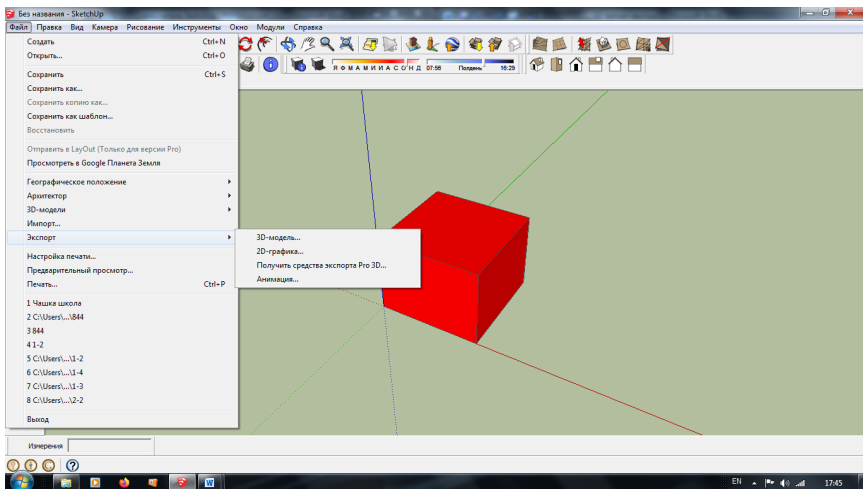 Без названия - SketchUp
Файл Правка Вид Камера Рисование Инструменты Окно Модули Справка
Создать Ctrl+N
Открыть... Ctrl+O
Сохранить Ctrl+S
Сохранить как...
Сохранить копию как...
Сохранить как шаблон...
Восстановить
Отправить в LayOut (Только для версии Pro)
Просмотреть в Google Планета Земля
Географическое положение
Архитектор
3D-модели
Импорт...
Экспорт
3D-модель...
2D-графика...
Получить средства экспорта Pro 3D...
Анимация...
Настройка печати...
Предварительный просмотр...
Печать... Ctrl+P
1 Чашка школа
2 C:\Users\...\844
3 844
4 1-2
5 C:\Users\...\1-2
6 C:\Users\...\1-4
7 C:\Users\...\1-3
8 C:\Users\...\2-2
Выход
Я Ф М А М И И А С О Н Д 07:56 Полдень 16:29
Измерения
EN 17:45